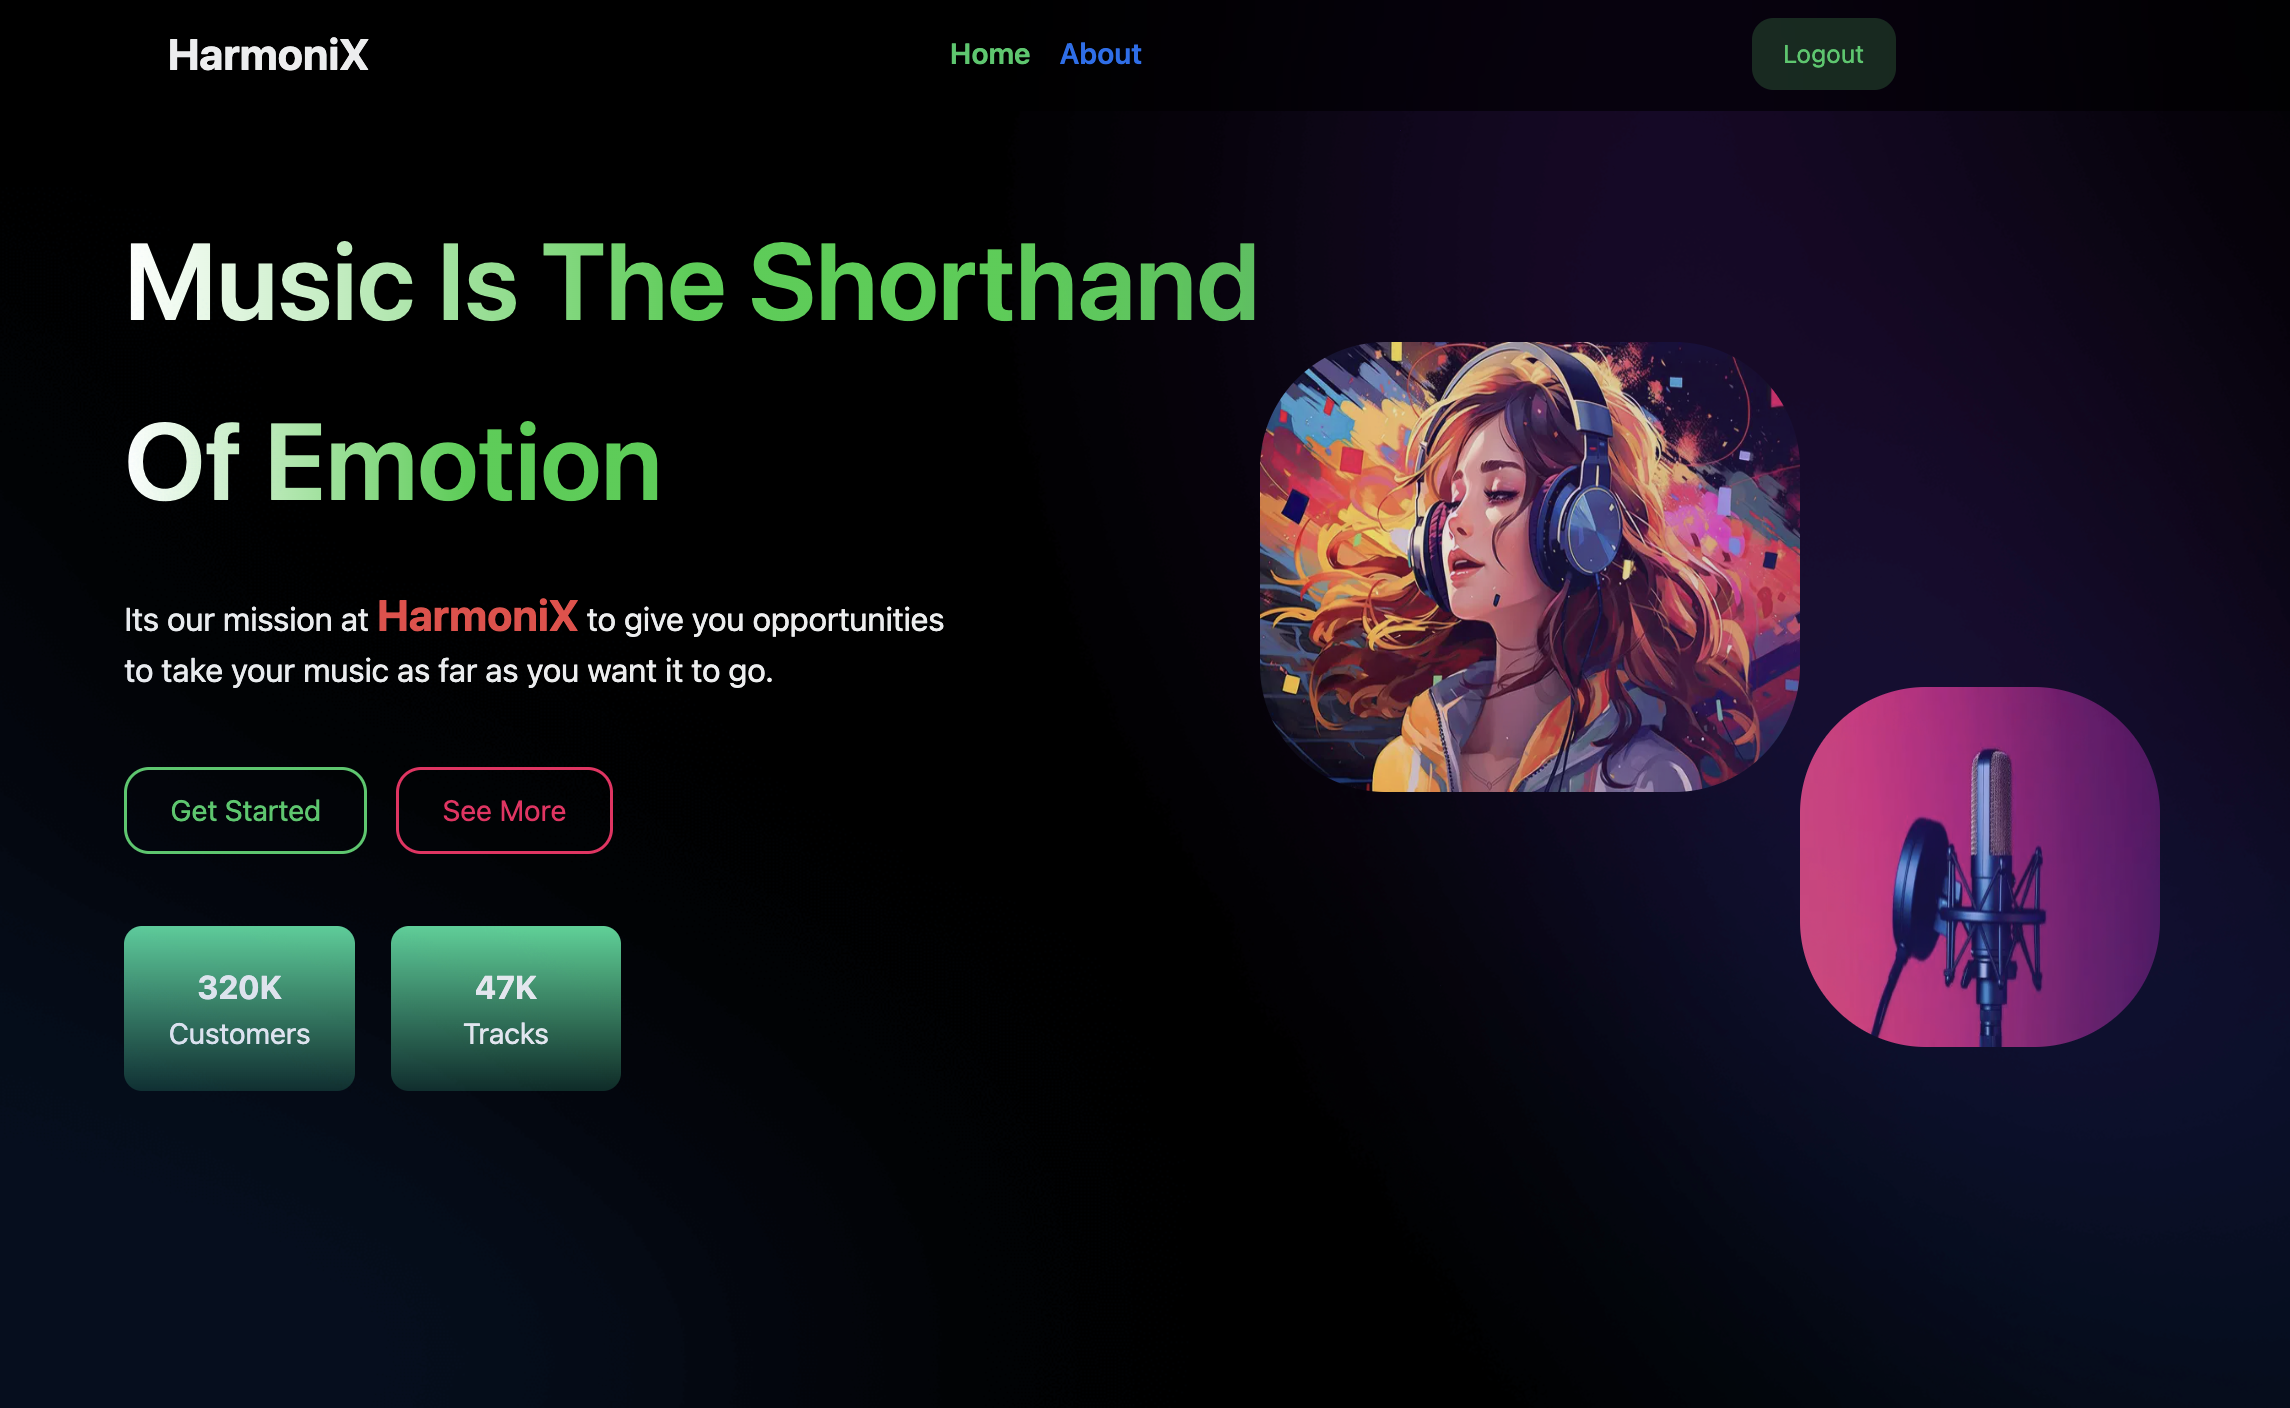 HarmoniX
Home About
Logout
Music Is The Shorthand
Of Emotion
Its our mission at HarmoniX to give you opportunities
to take your music as far as you want it to go.
Get Started
See More
320K
Customers
47K
Tracks